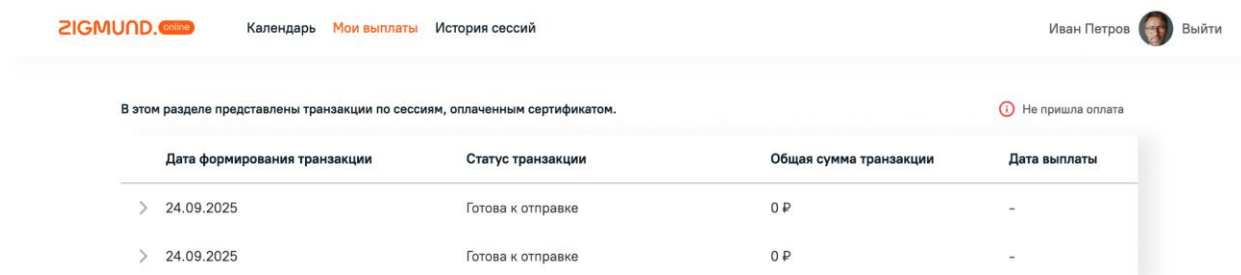 ZIGMUND. online Календарь Мои выплаты История сессий Иван Петров Выйти
В этом разделе представлены транзакции по сессиям, оплаченным сертификатом. Не пришла оплата
Дата формирования транзакции Статус транзакции Общая сумма транзакции Дата выплаты
24.09.2025 Готова к отправке 0 ₽ -
24.09.2025 Готова к отправке 0 ₽ -